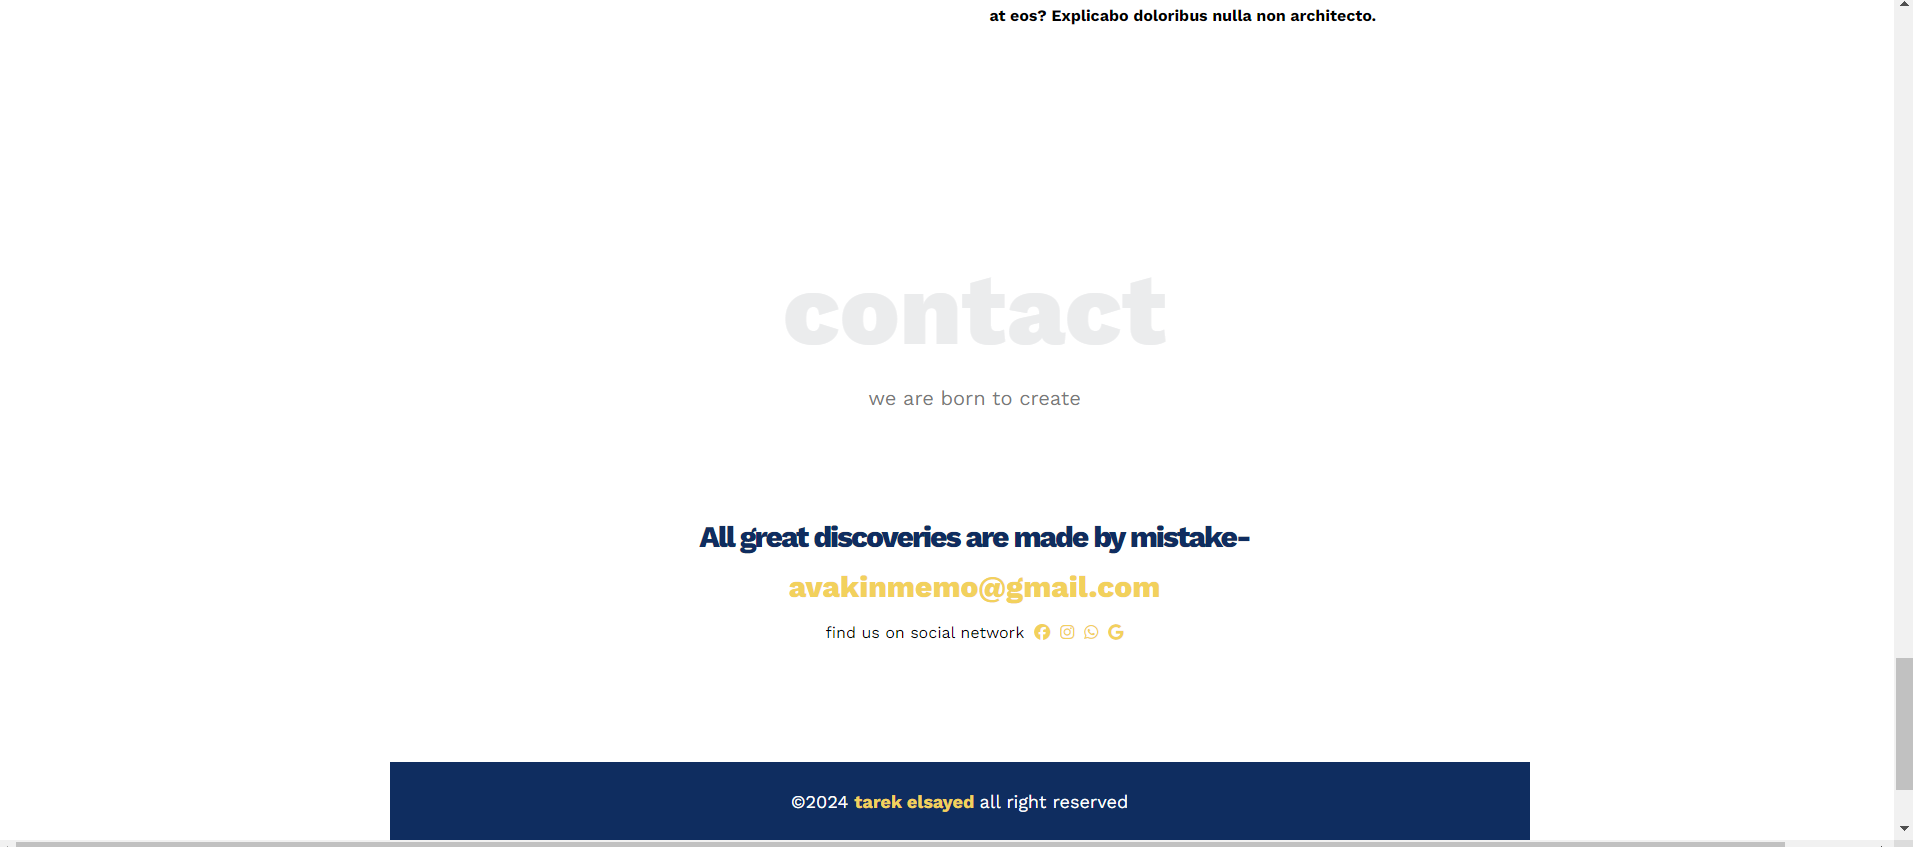 at eos? Explicabo doloribus nulla non architecto.
contact
we are born to create
All great discoveries are made by mistake-
avakinmemo@gmail.com
find us on social network
©2024 tarek elsayed all right reserved